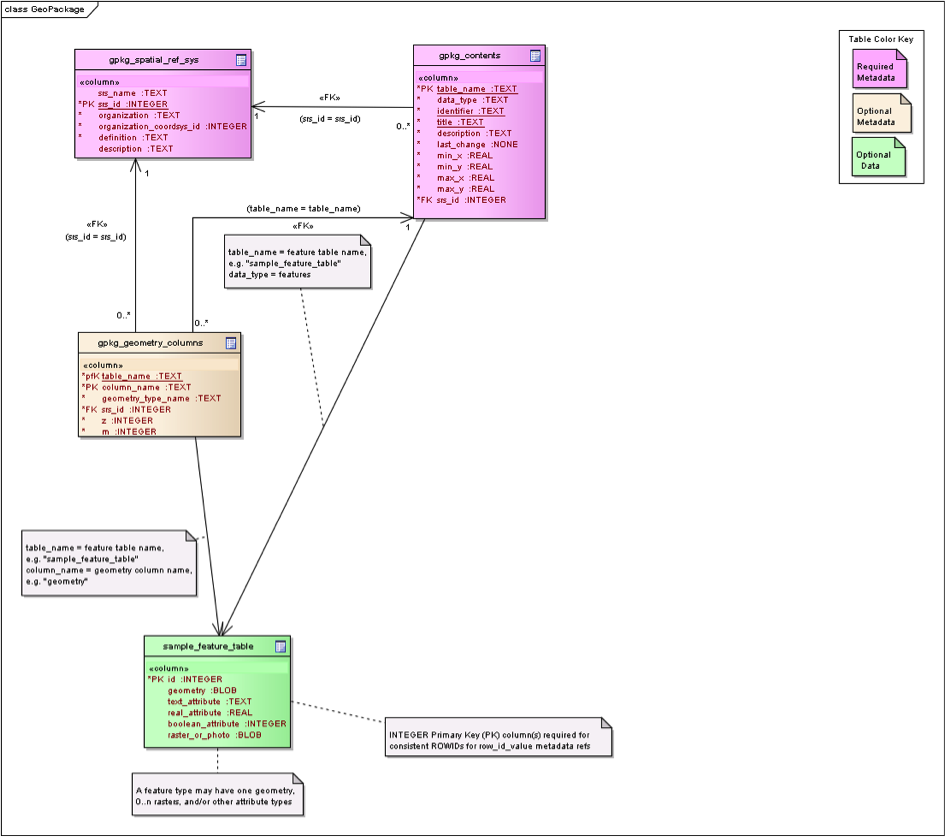 class GeoPackage
gpkg_spatial_ref_sys
«column»
srs_name :TEXT
*PK srs_id :INTEGER
* organization :TEXT
* organization_coordsys_id :INTEGER
* definition :TEXT
* description :TEXT
gpkg_contents
«column»
*PK table_name :TEXT
* data_type :TEXT
* identifier :TEXT
* title :TEXT
* description :TEXT
* last_change :NONE
* min_x :REAL
* min_y :REAL
* max_x :REAL
* max_y :REAL
*FK srs_id :INTEGER
Table Color Key
Required
Metadata
Optional
Metadata
Optional
Data
«FK»
1
(srs_id = srs_id)
0..*
1
«FK»
(srs_id = srs_id)
0..*
(table_name = table_name)
«FK»
1
0..*
table_name = feature table name,
e.g. "sample_feature_table"
data_type = features
gpkg_geometry_columns
«column»
*pfK table_name :TEXT
*PK column_name :TEXT
* geometry_type_name :TEXT
*FK srs_id :INTEGER
* z :INTEGER
* m :INTEGER
table_name = feature table name,
e.g. "sample_feature_table"
column_name = geometry column name,
e.g. "geometry"
sample_feature_table
«column»
*PK id :INTEGER
geometry :BLOB
text_attribute :TEXT
real_attribute :REAL
boolean_attribute :INTEGER
raster_or_photo :BLOB
INTEGER Primary Key (PK) column(s) required for
consistent ROWIDs for row_id_value metadata refs
A feature type may have one geometry,
0..n rasters, and/or other attribute types